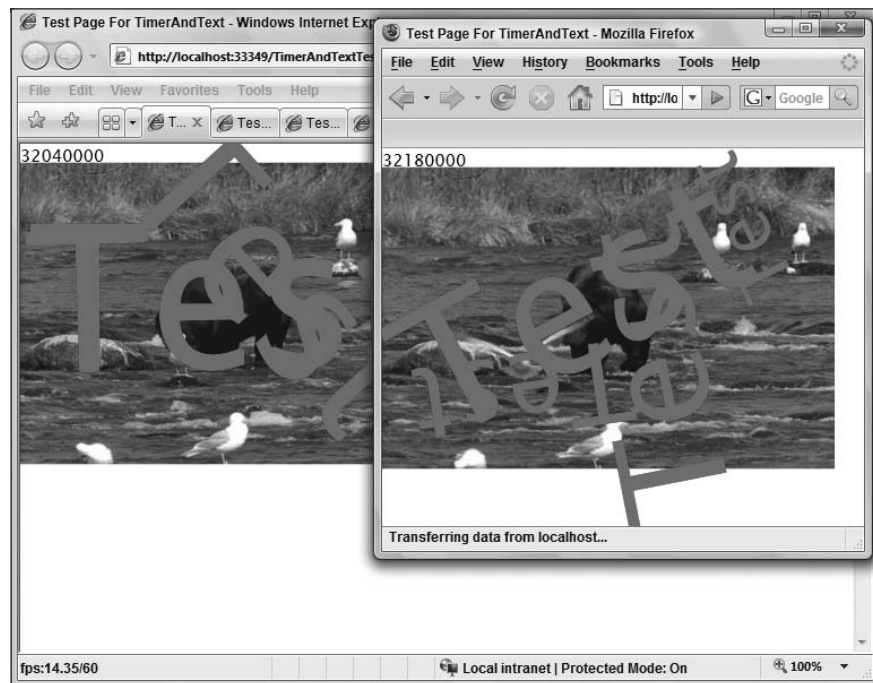 Test Page For TimerAndText - Windows Internet Exp
http://localhost:33349/TimerAndTextTes
File Edit View Favorites Tools Help
T... Tes... Tes...
32040000
Tes
fps:14.35/60
Local intranet | Protected Mode: On
100%
Test Page For TimerAndText - Mozilla Firefox
File Edit View History Bookmarks Tools Help
http://lo
G Google
32180000
Test
Test
Transferring data from localhost...